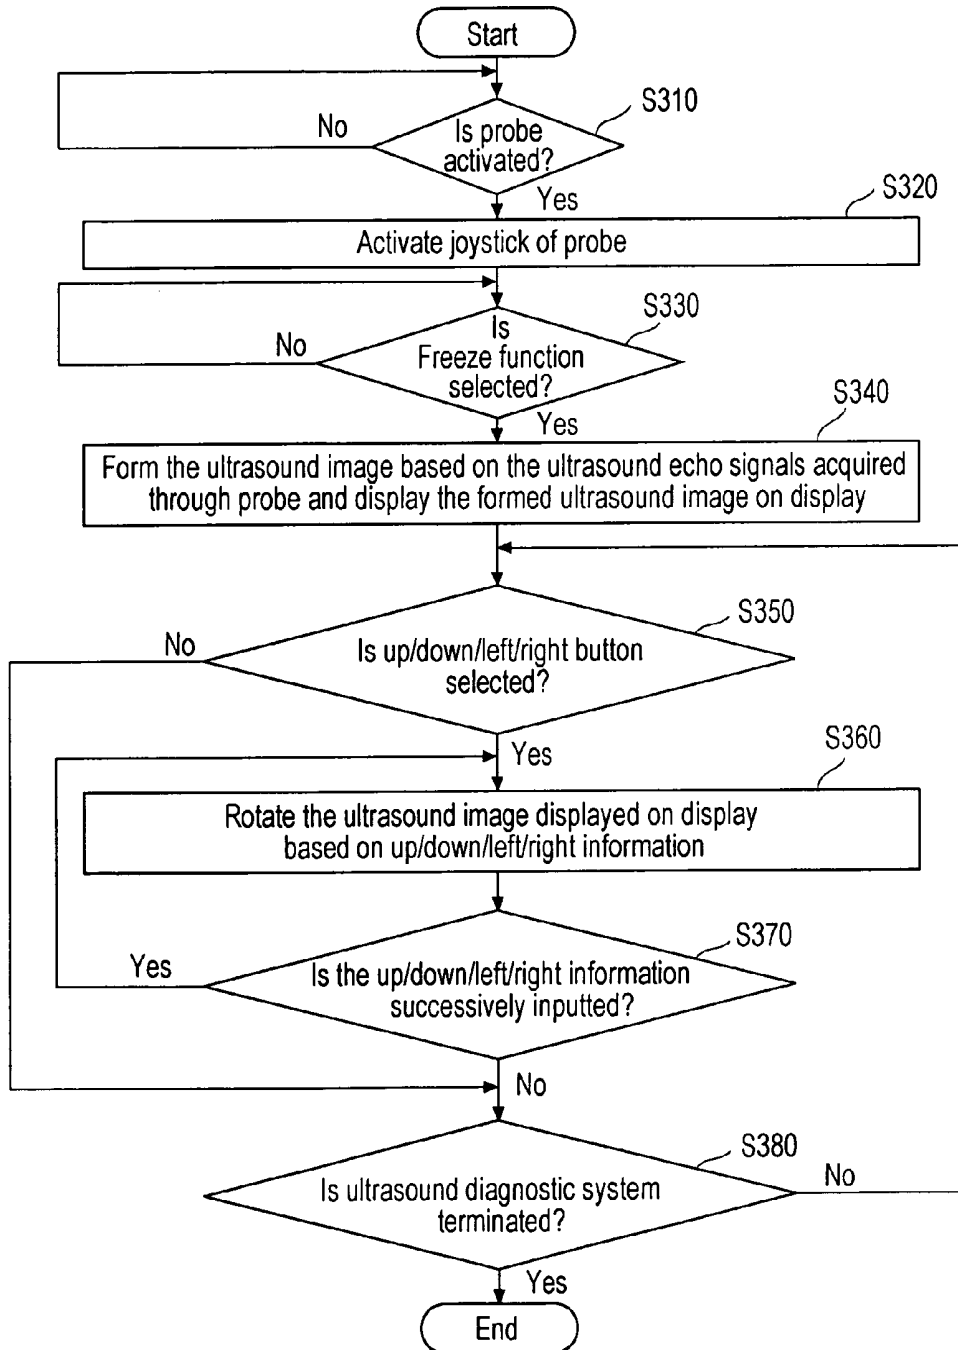 Start
S310
No
Is probe
activated?
Yes
S320
Activate joystick of probe
S330
No
Is
Freeze function
selected?
Yes
S340
Form the ultrasound image based on the ultrasound echo signals acquired
through probe and display the formed ultrasound image on display
S350
No
Is up/down/left/right button
selected?
Yes
S360
Rotate the ultrasound image displayed on display
based on up/down/left/right information
S370
Yes
Is the up/down/left/right information
successively inputted?
No
S380
No
Is ultrasound diagnostic system
terminated?
Yes
End